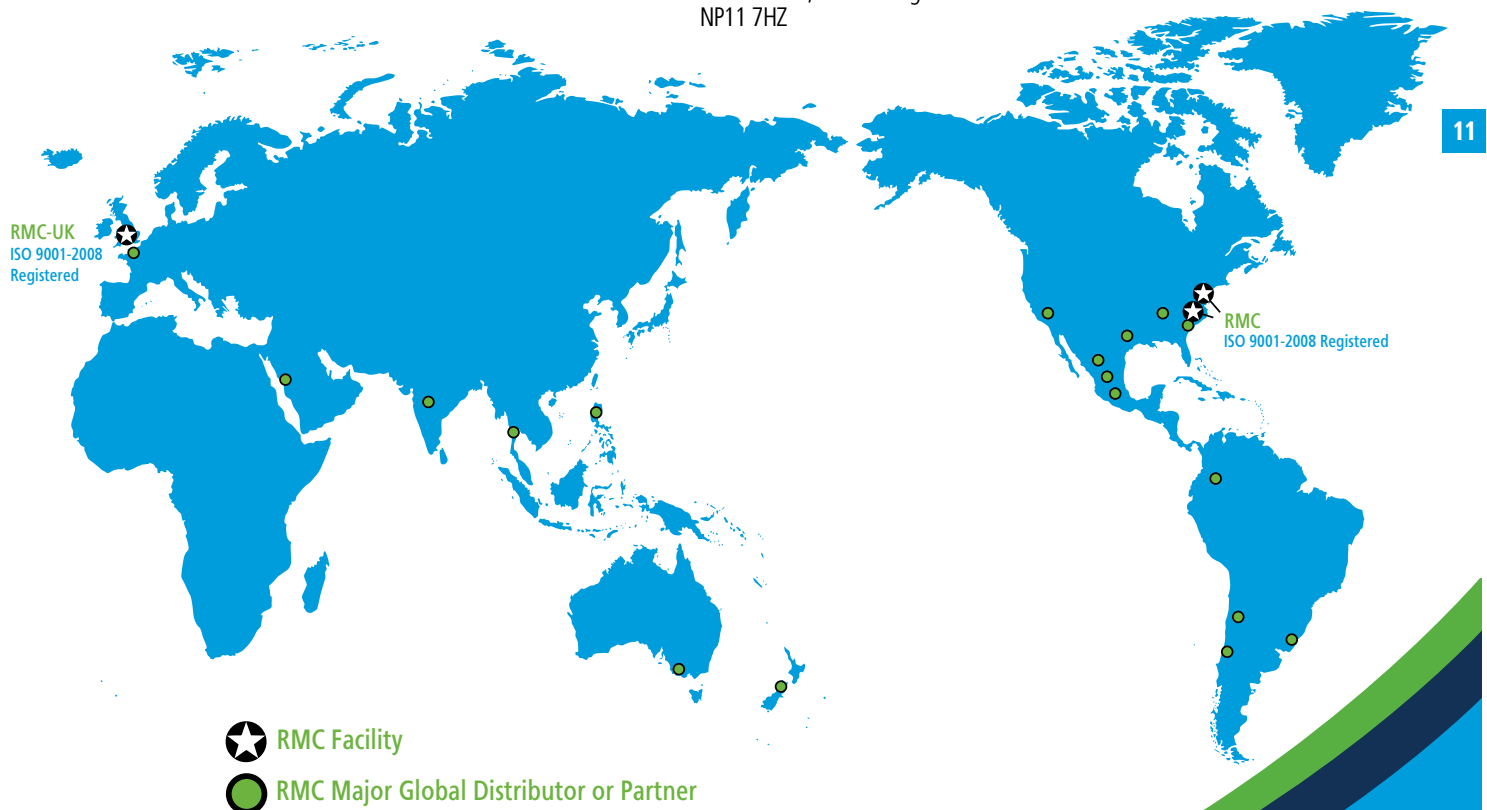 NP11 7HZ
11
RMC-UK
ISO 9001-2008
Registered
RMC
ISO 9001-2008 Registered
RMC Facility
RMC Major Global Distributor or Partner